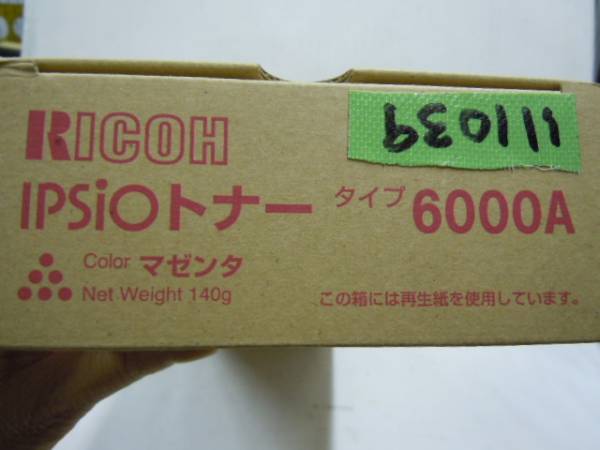 RICOH
111039
IPSiOトナー タイプ 6000A
Color マゼンタ
Net Weight 140g
この箱には再生紙を使用しています。